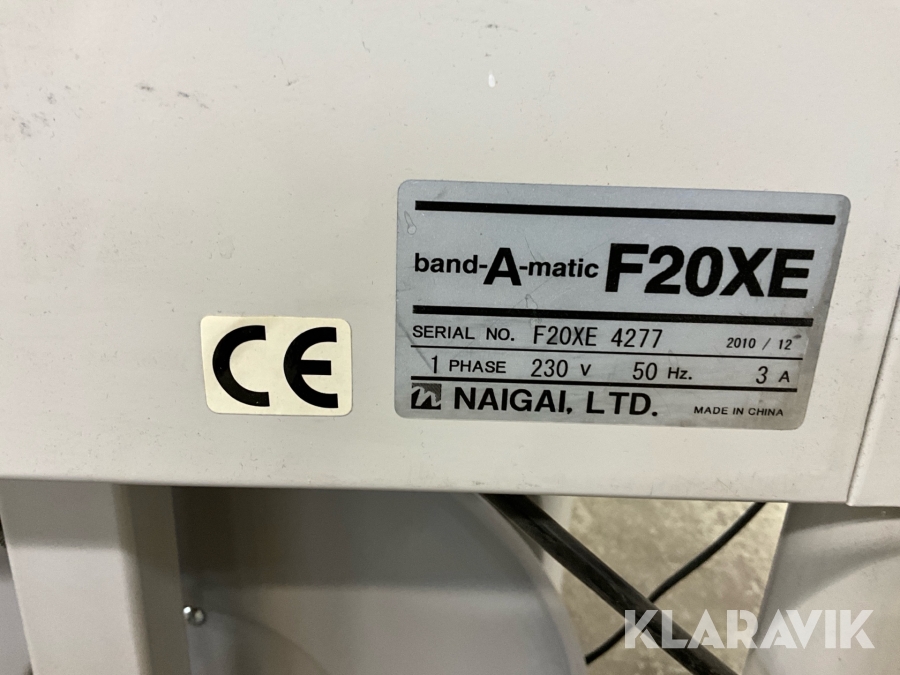 band-A-matic F20XE
SERIAL NO. F20XE 4277 2010 / 12
1 PHASE 230 V 50 Hz. 3 A
n NAIGAI, LTD. MADE IN CHINA
CE
KLARAVIK